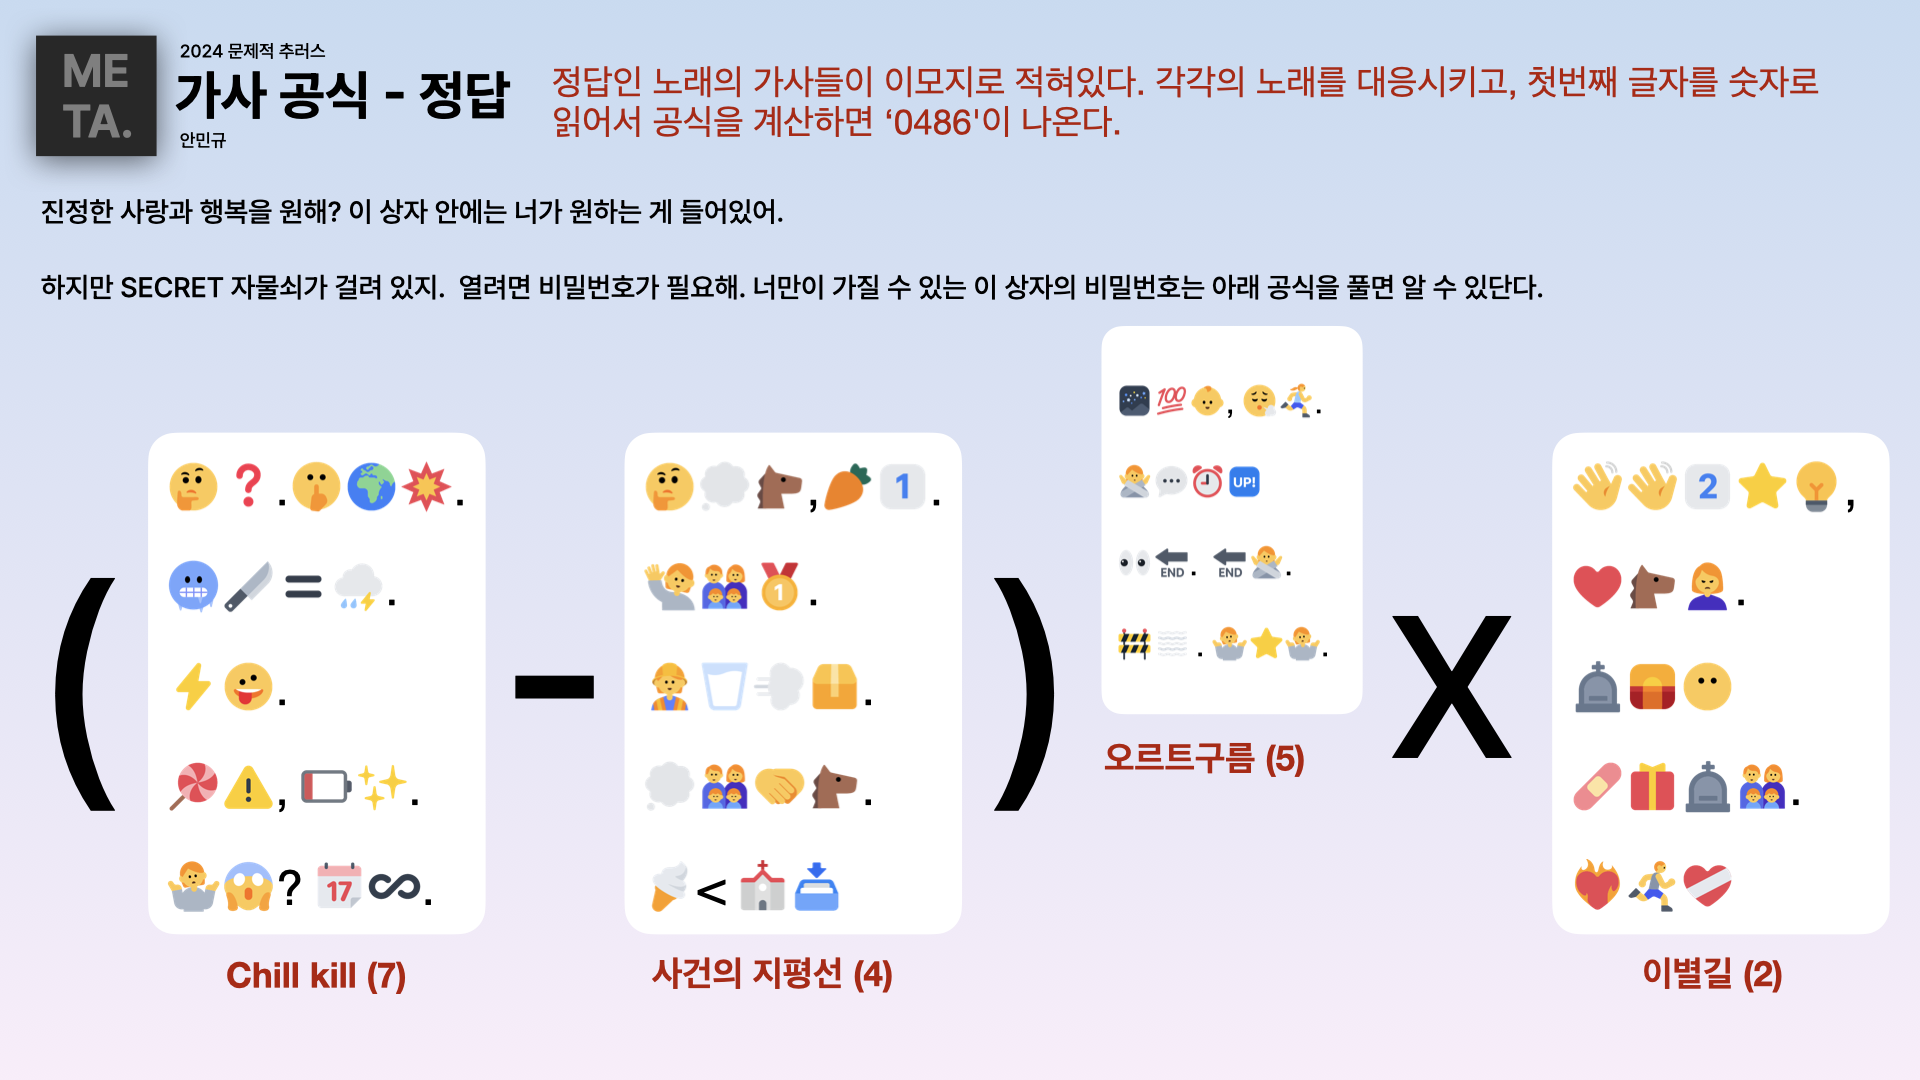 ME
TA.
2024 문제적 추러스
가사 공식 - 정답
안민규
정답인 노래의 가사들이 이모지로 적혀있다. 각각의 노래를 대응시키고, 첫번째 글자를 숫자로
읽어서 공식을 계산하면 ‘0486'이 나온다.
진정한 사랑과 행복을 원해? 이 상자 안에는 너가 원하는 게 들어있어.
하지만 SECRET 자물쇠가 걸려 있지. 열려면 비밀번호가 필요해. 너만이 가질 수 있는 이 상자의 비밀번호는 아래 공식을 풀면 알 수 있단다.
(
🤔❓.🤫🌍💥.
🥶🔪=⛈️.
⚡🤪.
🍭⚠️, 🪫✨.
🤷😱? 📅♾️.
Chill kill (7)
-
🤔💭🐴,🥕1️⃣.
🙋👨‍👩‍👧‍👦🥇.
👷🥛💨📦.
💭👨‍👩‍👧‍👦🤝🐴.
🍦<⛪📥
사건의 지평선 (4)
)
🌌💯👶, 😮‍💨🏃.
🙅💬⏰🆙
👀🔚. 🔚🙅.
🚧🌫️. 🤷⭐🤷.
오르트구름 (5)
X
👋👋2️⃣⭐💡,
❤️🐴🙍‍♀️.
🪦🌅😶
🩹🎁🪦👨‍👩‍👧‍👦.
❤️‍🔥🏃❤️‍🩹
이별길 (2)